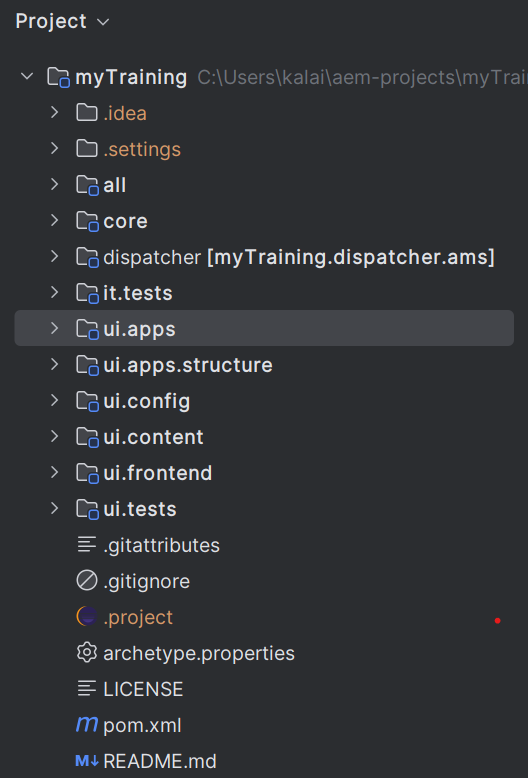 Project
myTraining C:\Users\kalai\aem-projects\myTrai
.idea
.settings
all
core
dispatcher [myTraining.dispatcher.ams]
it.tests
ui.apps
ui.apps.structure
ui.config
ui.content
ui.frontend
ui.tests
.gitattributes
.gitignore
.project
archetype.properties
LICENSE
m pom.xml
M↓ README.md